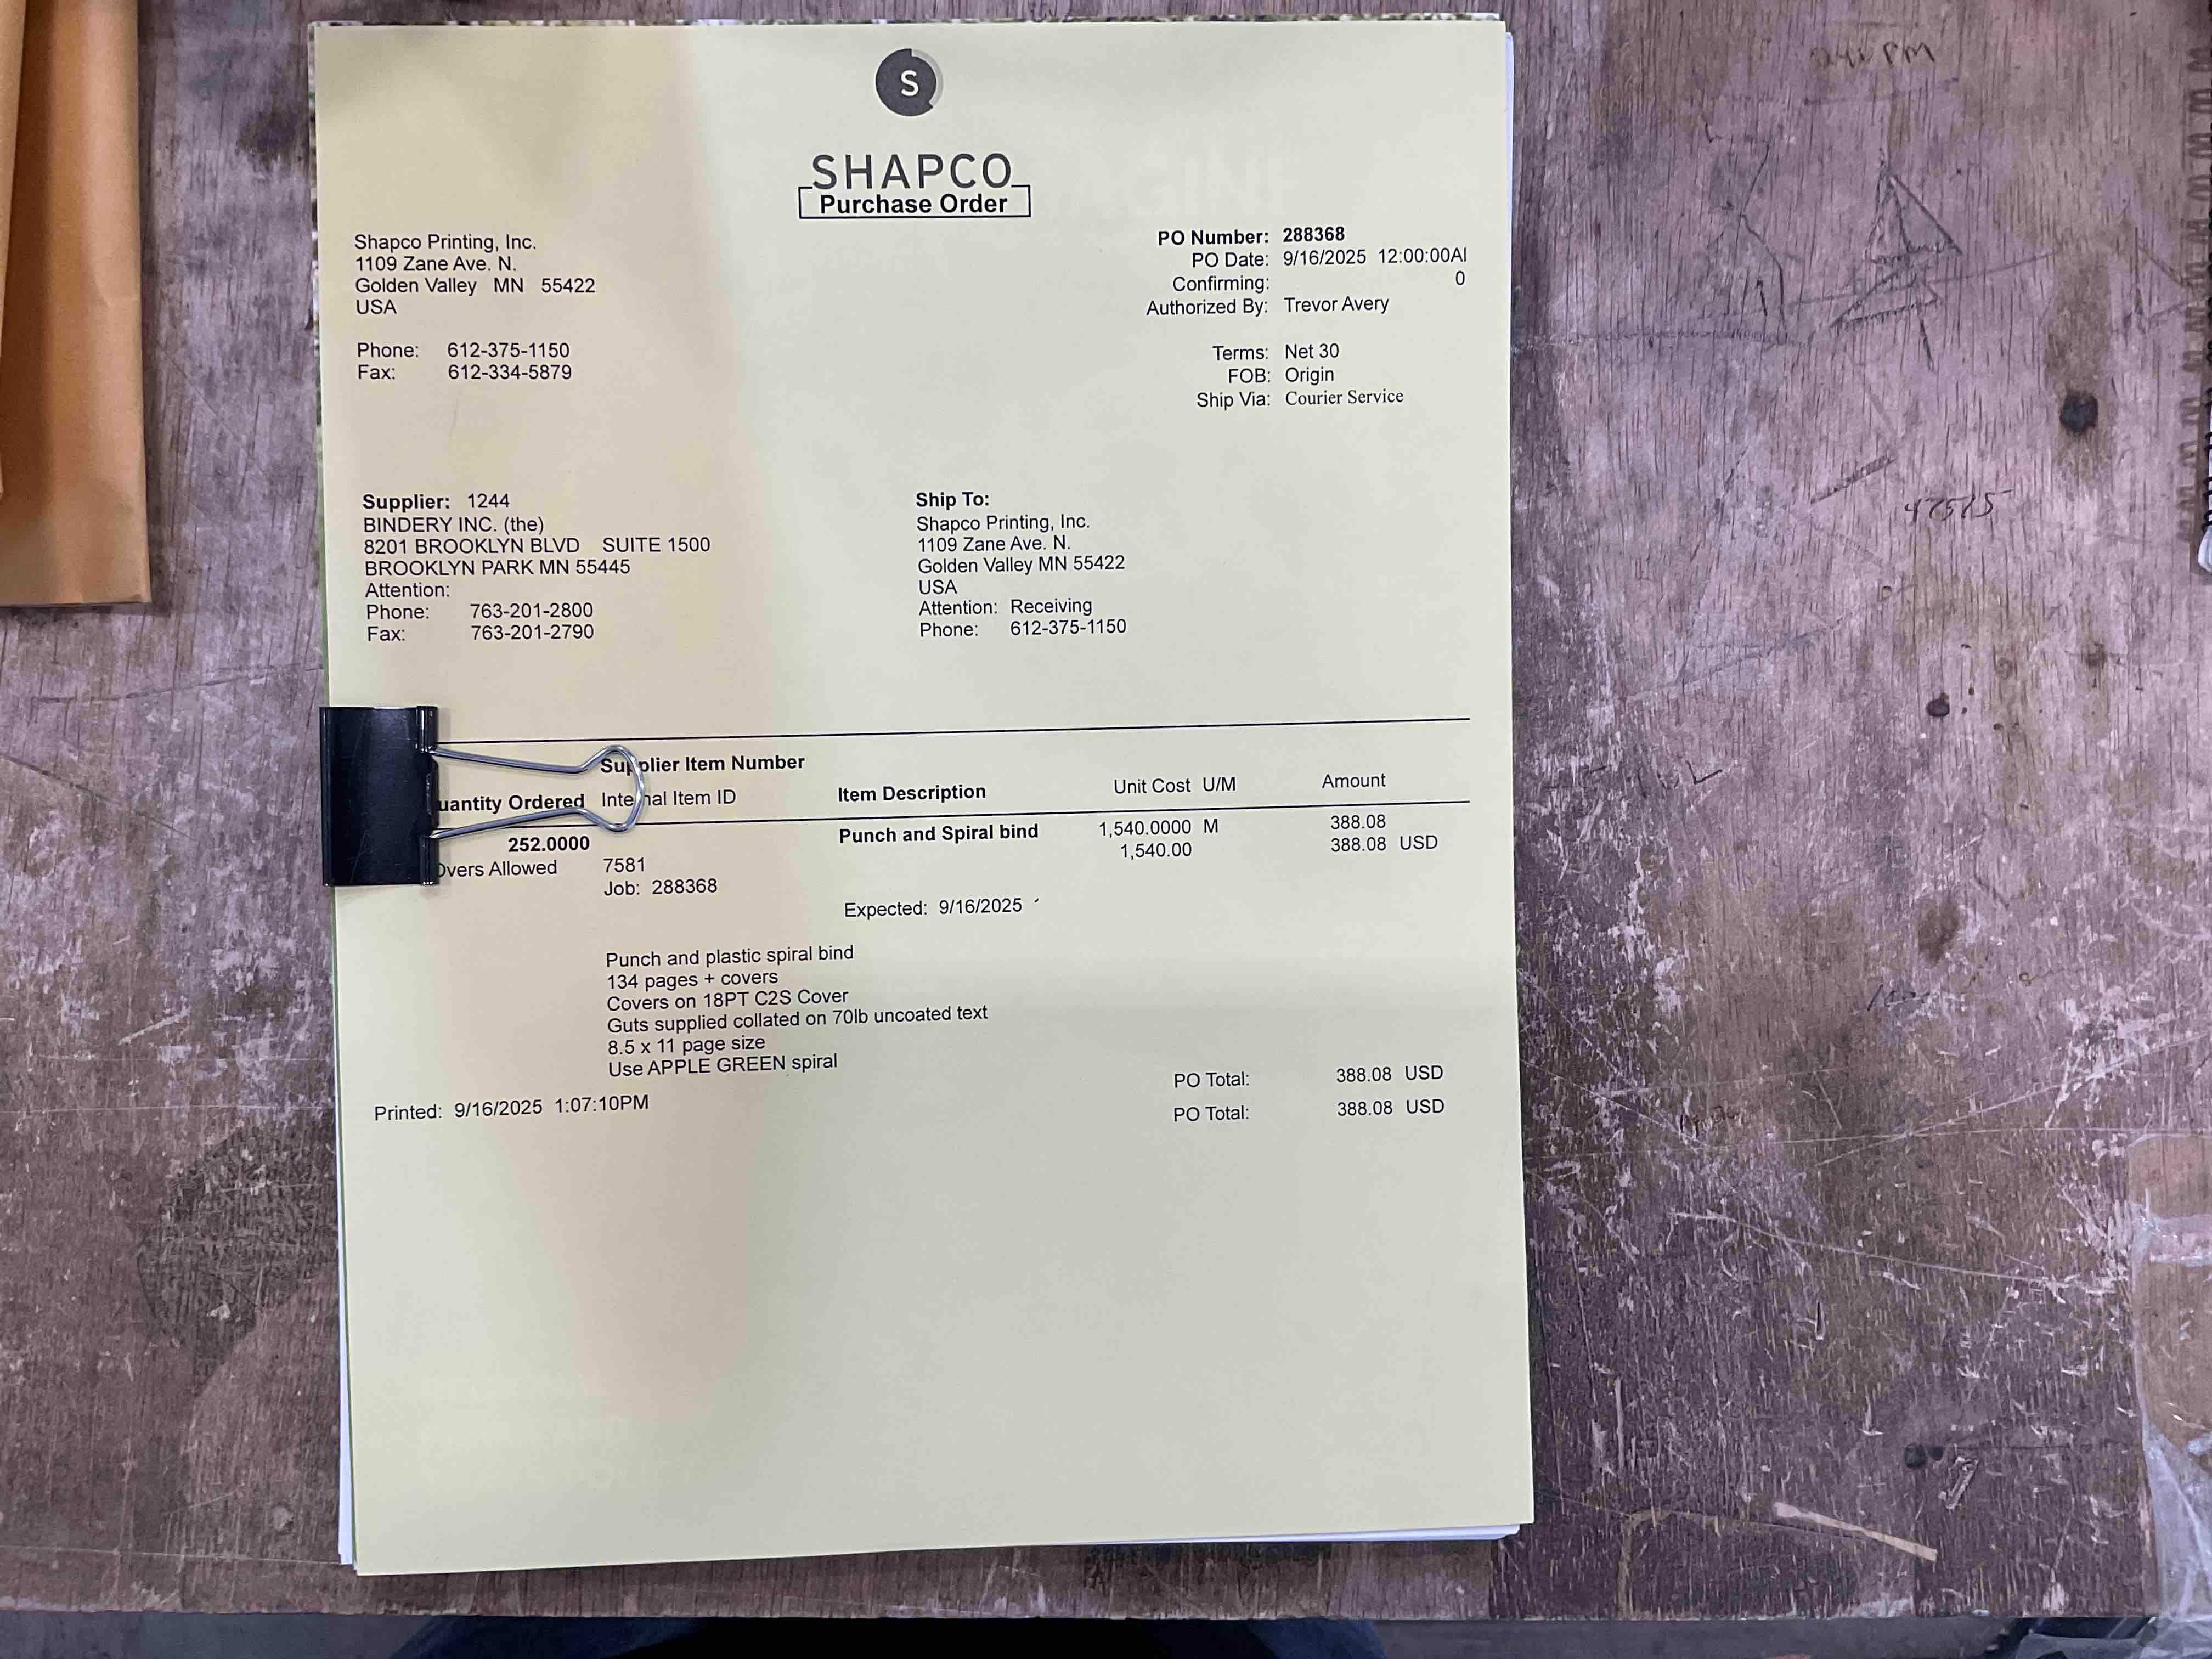 S
SHAPCO
Purchase Order
Shapco Printing, Inc.
1109 Zane Ave. N.
Golden Valley MN 55422
USA
Phone: 612-375-1150
Fax: 612-334-5879
PO Number: 288368
PO Date: 9/16/2025 12:00:00A
Confirming: 0
Authorized By: Trevor Avery
Terms: Net 30
FOB: Origin
Ship Via: Courier Service
Supplier: 1244
BINDERY INC. (the)
8201 BROOKLYN BLVD SUITE 1500
BROOKLYN PARK MN 55445
Attention:
Phone: 763-201-2800
Fax: 763-201-2790
Ship To:
Shapco Printing, Inc.
1109 Zane Ave. N.
Golden Valley MN 55422
USA
Attention: Receiving
Phone: 612-375-1150
Supplier Item Number
uantity Ordered Internal Item ID Item Description Unit Cost U/M Amount
252.0000 Punch and Spiral bind 1,540.0000 M 388.08
1,540.00 388.08 USD
Overs Allowed 7581
Job: 288368
Expected: 9/16/2025
Punch and plastic spiral bind
134 pages + covers
Covers on 18PT C2S Cover
Guts supplied collated on 70lb uncoated text
8.5 x 11 page size
Use APPLE GREEN spiral
PO Total: 388.08 USD
Printed: 9/16/2025 1:07:10PM
PO Total: 388.08 USD